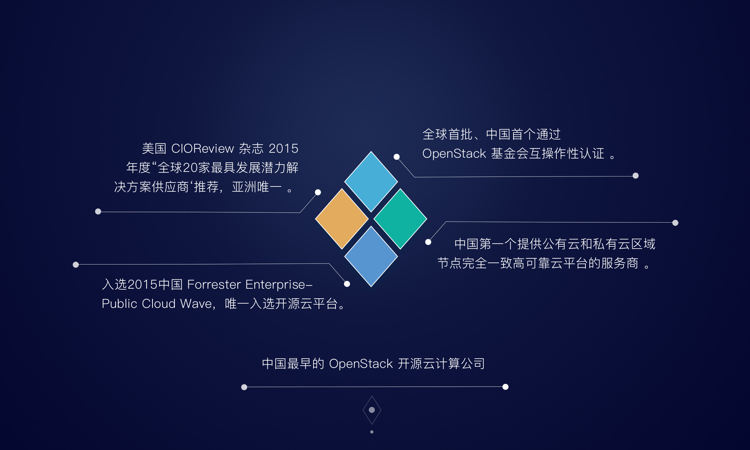 美国 CIOReview 杂志 2015
年度“全球20家最具发展潜力解
决方案供应商‘推荐，亚洲唯一 。
全球首批、中国首个通过
OpenStack 基金会互操作性认证 。
中国第一个提供公有云和私有云区域
节点完全一致高可靠云平台的服务商 。
入选2015中国 Forrester Enterprise-
Public Cloud Wave，唯一入选开源云平台。
中国最早的 OpenStack 开源云计算公司